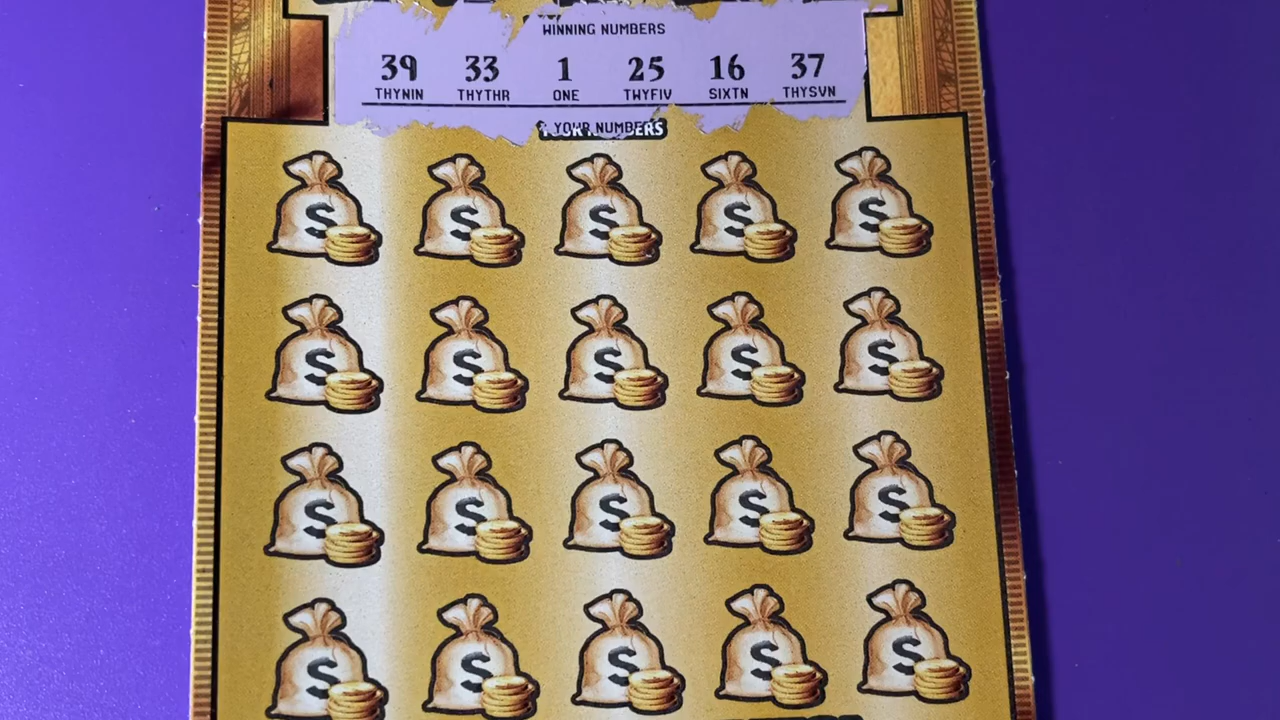 WINNING NUMBERS
39 33 1 25 16 37
THYNIN THYTHR ONE TWYFIV SIXTN THYSVN
YOUR NUMBERS
$ $ $ $ $
$ $ $ $ $
$ $ $ $ $
$ $ $ $ $